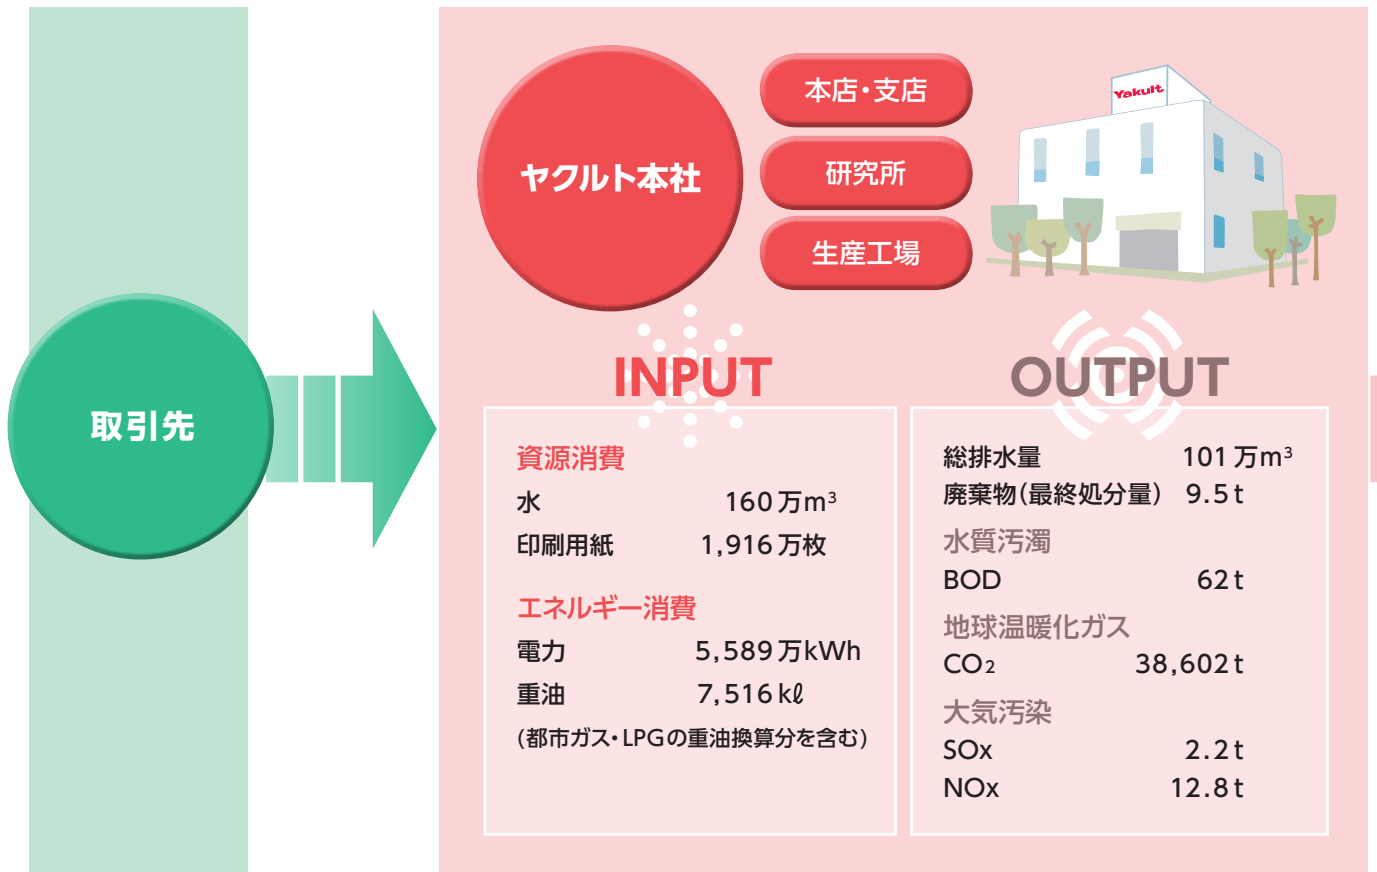 取引先
ヤクルト本社
本店・支店
研究所
生産工場
Yakult
INPUT
資源消費
水 160万m³
印刷用紙 1,916万枚
エネルギー消費
電力 5,589万kWh
重油 7,516kℓ
(都市ガス・LPGの重油換算分を含む)
OUTPUT
総排水量 101万m³
廃棄物(最終処分量) 9.5t
水質汚濁
BOD 62t
地球温暖化ガス
CO₂ 38,602t
大気汚染
SOx 2.2t
NOx 12.8t